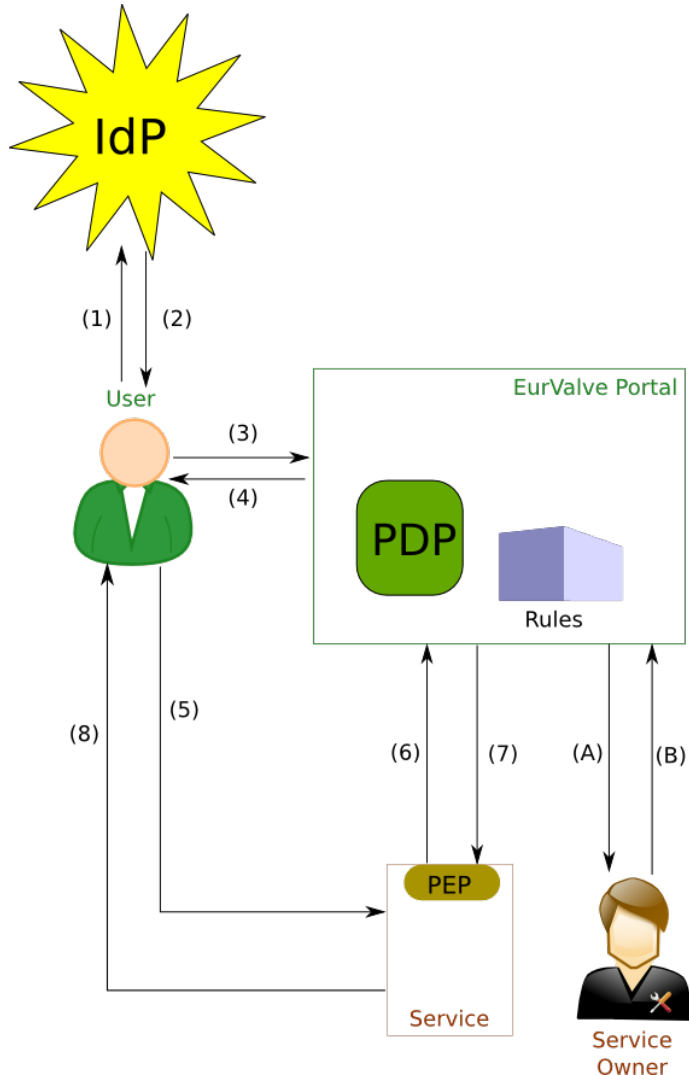 IdP
(1)
(2)
User
EurValve Portal
(3)
(4)
PDP
Rules
(5)
(8)
(6)
(7)
(A)
(B)
PEP
Service
Service
Owner